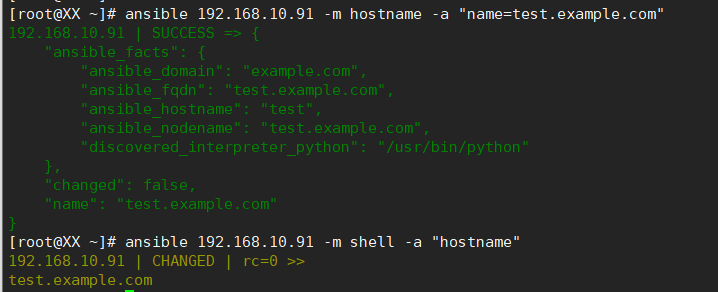 [root@XX ~]# ansible 192.168.10.91 -m hostname -a "name=test.example.com"
192.168.10.91 | SUCCESS => {
    "ansible_facts": {
        "ansible_domain": "example.com",
        "ansible_fqdn": "test.example.com",
        "ansible_hostname": "test",
        "ansible_nodename": "test.example.com",
        "discovered_interpreter_python": "/usr/bin/python"
    },
    "changed": false,
    "name": "test.example.com"
}
[root@XX ~]# ansible 192.168.10.91 -m shell -a "hostname"
192.168.10.91 | CHANGED | rc=0 >>
test.example.com